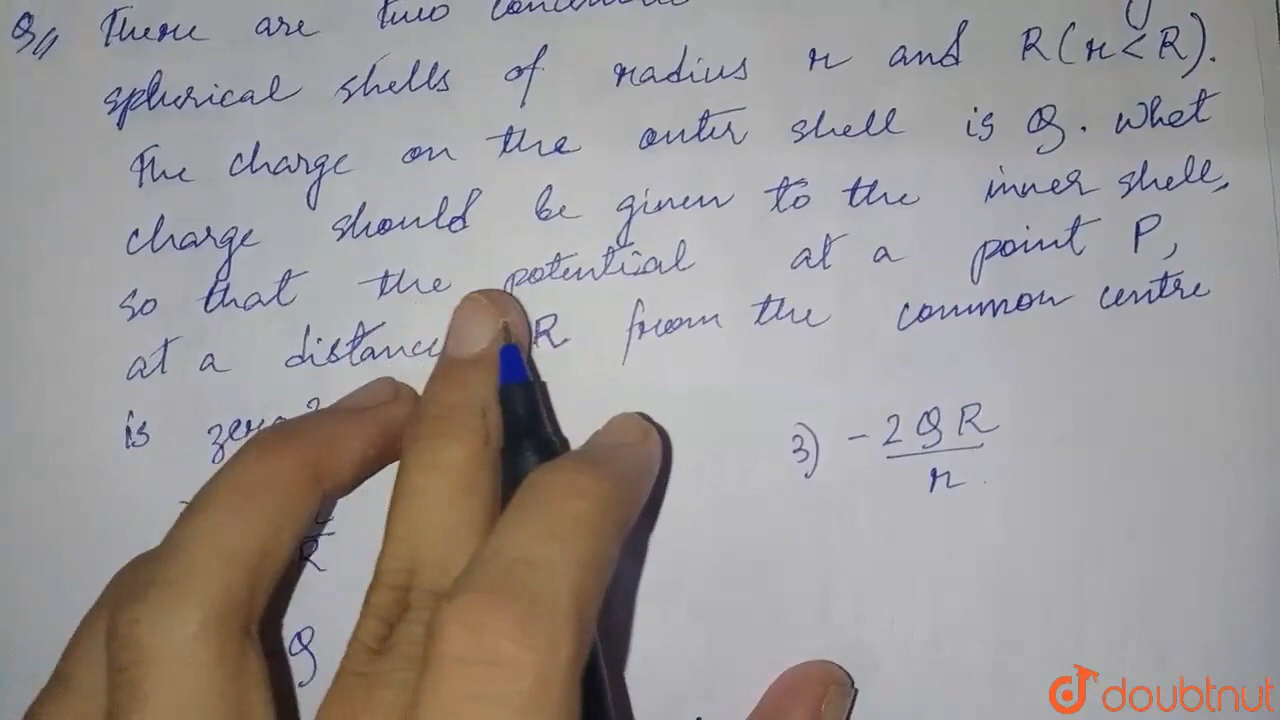 Q// There are two
spherical shells of radius r and R (r < R).
The charge on the outer shell is Q. What
charge should be given to the inner shell,
so that the potential at a point P,
at a distance R from the common centre
is
3) -2QR/r
R
Q
doubtnut